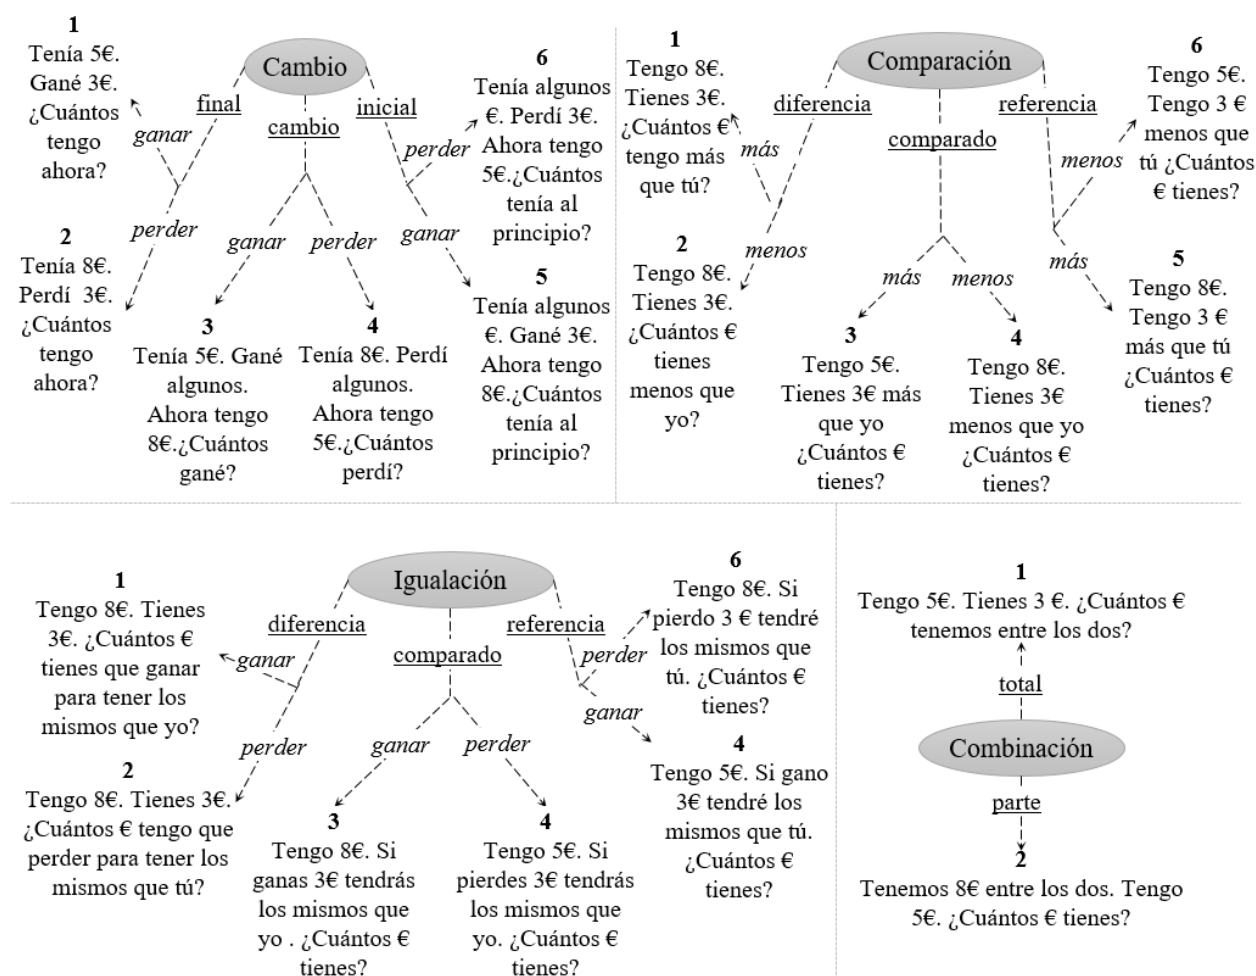 Cambio
final
cambio
inicial
ganar
perder
ganar
perder
perder
ganar
1
Tenía 5€.
Gané 3€.
¿Cuántos
tengo
ahora?
2
Tenía 8€.
Perdí 3€.
¿Cuántos
tengo
ahora?
3
Tenía 5€. Gané
algunos.
Ahora tengo
8€.¿Cuántos
gané?
4
Tenía 8€. Perdí
algunos.
Ahora tengo
5€.¿Cuántos
perdí?
6
Tenía algunos
€. Perdí 3€.
Ahora tengo
5€.¿Cuántos
tenía al
principio?
5
Tenía algunos
€. Gané 3€.
Ahora tengo
8€.¿Cuántos
tenía al
principio?
Comparación
diferencia
comparado
referencia
más
menos
más
menos
menos
más
1
Tengo 8€.
Tienes 3€.
¿Cuántos €
tengo más
que tú?
2
Tengo 8€.
Tienes 3€.
¿Cuántos €
tienes
menos que
yo?
3
Tengo 5€.
Tienes 3€ más
que yo
¿Cuántos €
tienes?
4
Tengo 8€.
Tienes 3€
menos que yo
¿Cuántos €
tienes?
6
Tengo 5€.
Tengo 3 €
menos que
tú ¿Cuántos
€ tienes?
5
Tengo 8€.
Tengo 3 €
más que tú
¿Cuántos €
tienes?
Igualación
diferencia
comparado
referencia
ganar
perder
ganar
perder
perder
ganar
1
Tengo 8€. Tienes
3€. ¿Cuántos €
tienes que ganar
para tener los
mismos que yo?
2
Tengo 8€. Tienes 3€.
¿Cuántos € tengo que
perder para tener los
mismos que tú?
3
Tengo 8€. Si
ganas 3€ tendrás
los mismos que
yo . ¿Cuántos €
tienes?
4
Tengo 5€. Si
pierdes 3€ tendrás
los mismos que
yo. ¿Cuántos €
tienes?
6
Tengo 8€. Si
pierdo 3 € tendré
los mismos que
tú. ¿Cuántos €
tienes?
4
Tengo 5€. Si gano
3€ tendré los
mismos que tú.
¿Cuántos €
tienes?
1
Tengo 5€. Tienes 3 €. ¿Cuántos €
tenemos entre los dos?
total
Combinación
parte
2
Tenemos 8€ entre los dos. Tengo
5€. ¿Cuántos € tienes?